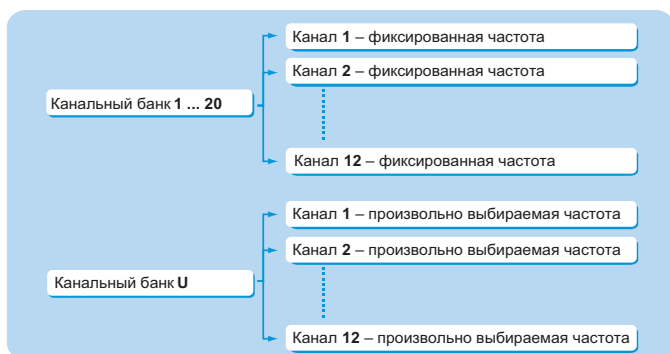 Канал 1 – фиксированная частота
Канал 2 – фиксированная частота
Канальный банк 1 ... 20
Канал 12 – фиксированная частота
Канал 1 – произвольно выбираемая частота
Канал 2 – произвольно выбираемая частота
Канальный банк U
Канал 12 – произвольно выбираемая частота